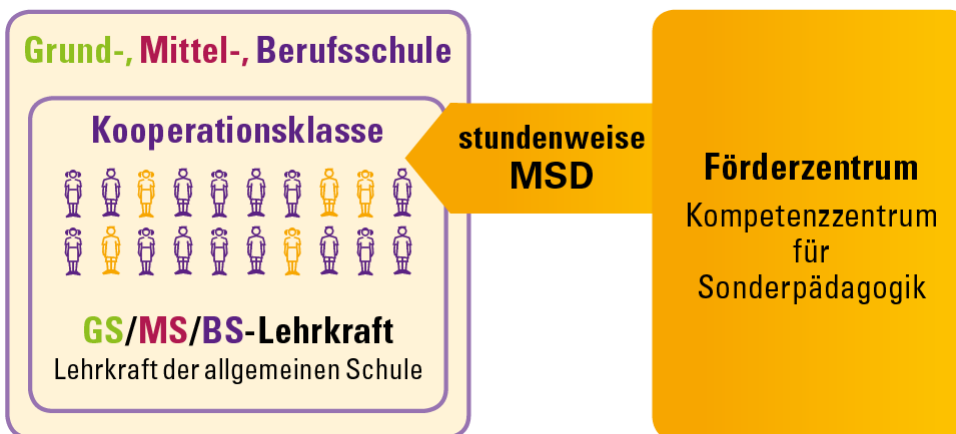 Grund-, Mittel-, Berufsschule
Kooperationsklasse
GS/MS/BS-Lehrkraft
Lehrkraft der allgemeinen Schule
stundenweise
MSD
Förderzentrum
Kompetenzzentrum
für
Sonderpädagogik